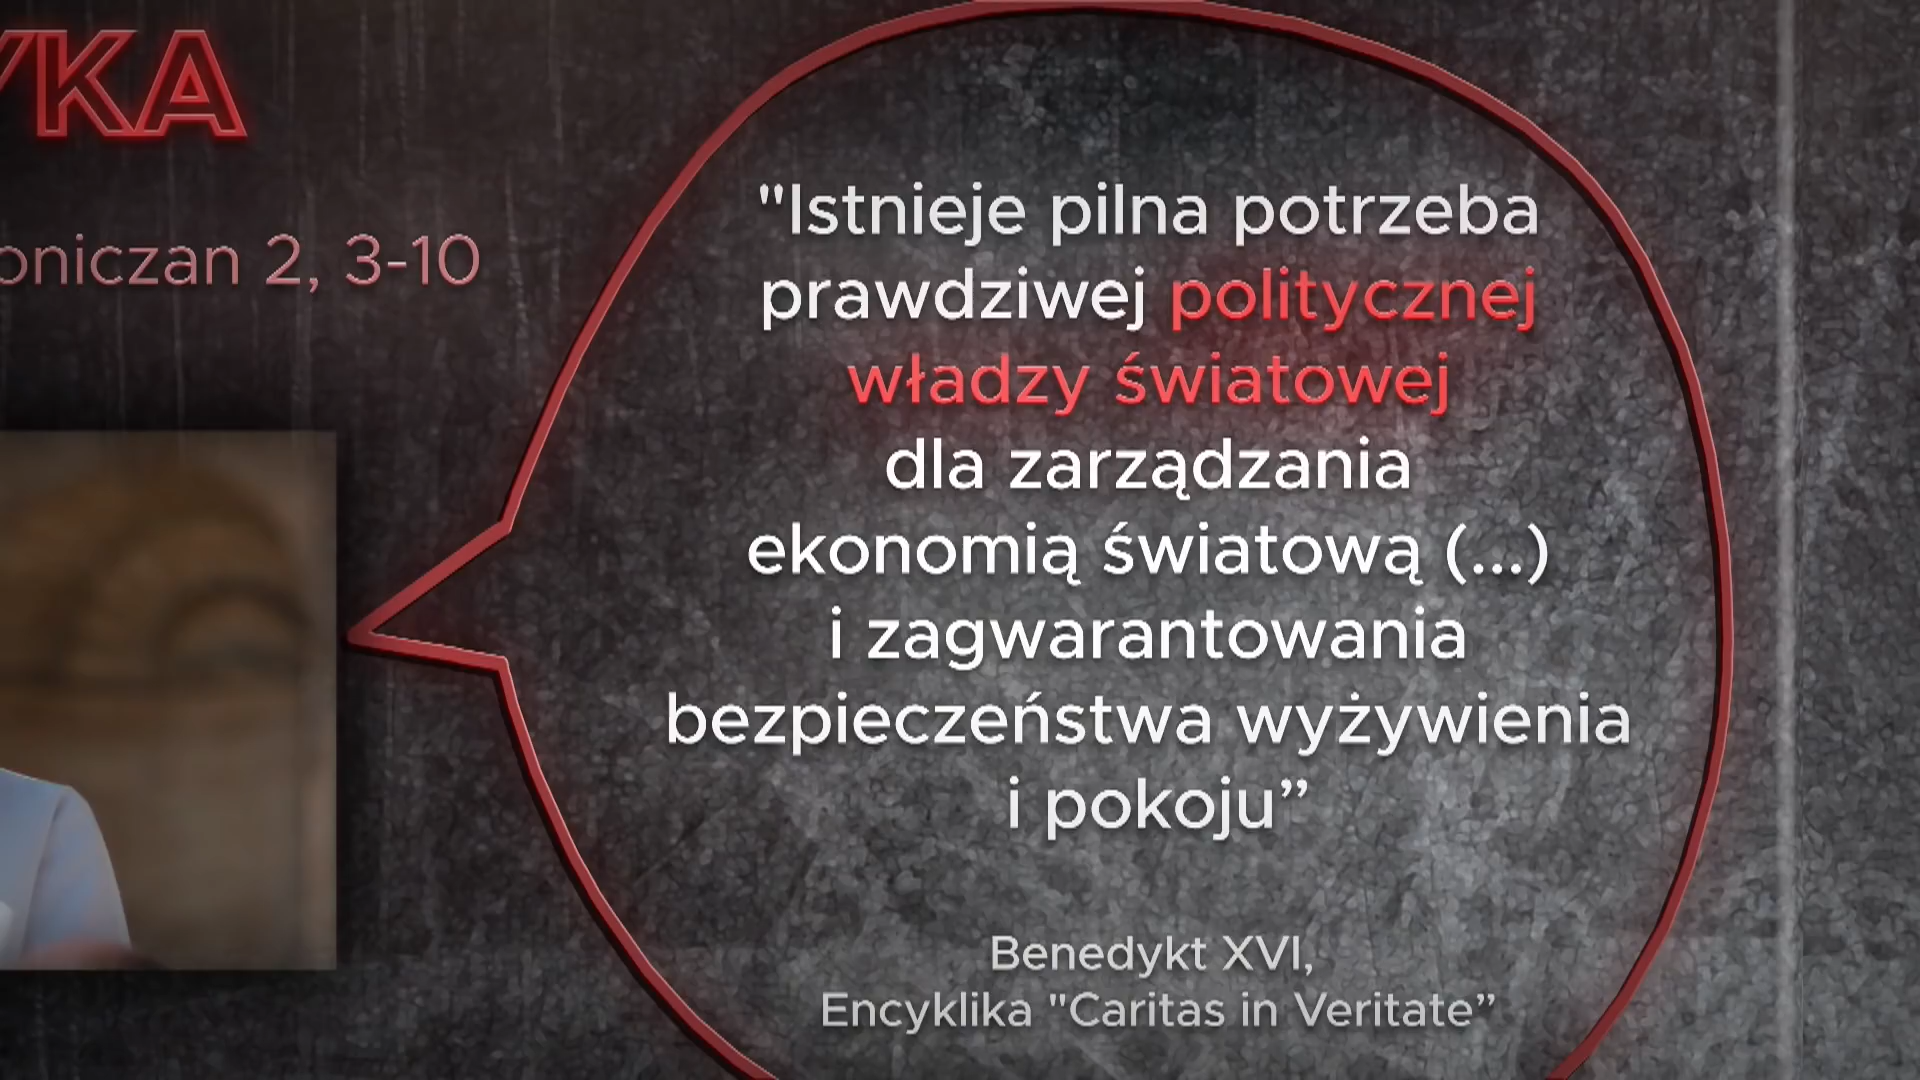 YKA
oniczan 2, 3-10
"Istnieje pilna potrzeba
prawdziwej politycznej
władzy światowej
dla zarządzania
ekonomią światową (...)
i zagwarantowania
bezpieczeństwa wyżywienia
i pokoju”
Benedykt XVI,
Encyklika "Caritas in Veritate”